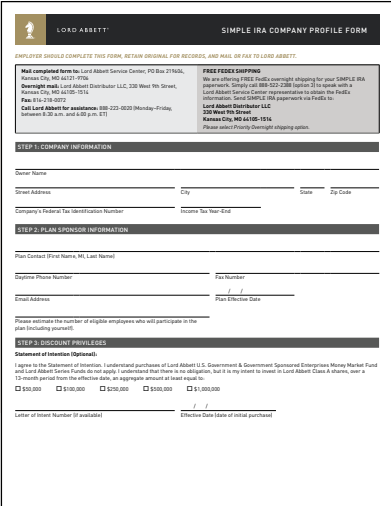 LORD ABBETT®
SIMPLE IRA COMPANY PROFILE FORM
EMPLOYER SHOULD COMPLETE THIS FORM, RETAIN ORIGINAL FOR RECORDS, AND MAIL OR FAX TO LORD ABBETT.
Mail completed form to: Lord Abbett Service Center, PO Box 219606,
Kansas City, MO 64121-9706
Overnight mail: Lord Abbett Distributor LLC, 330 West 9th Street,
Kansas City, MO 64105-1514
Fax: 816-218-0072
Call Lord Abbett for assistance: 888-223-0020 (Monday–Friday,
between 8:30 a.m. and 6:00 p.m. ET)
FREE FEDEX SHIPPING
We are offering FREE FedEx overnight shipping for your SIMPLE IRA
paperwork. Simply call 888-522-2388 (option 3) to speak with a
Lord Abbett Service Center representative to obtain the FedEx
information. Send SIMPLE IRA paperwork via FedEx to:
Lord Abbett Distributor LLC
330 West 9th Street
Kansas City, MO 64105-1514
Please select Priority Overnight shipping option.
STEP 1: COMPANY INFORMATION
Owner Name
Street Address City State Zip Code
Company's Federal Tax Identification Number Income Tax Year-End
STEP 2: PLAN SPONSOR INFORMATION
Plan Contact (First Name, MI, Last Name)
Daytime Phone Number Fax Number
/ /
Email Address Plan Effective Date
Please estimate the number of eligible employees who will participate in the
plan (including yourself).
STEP 3: DISCOUNT PRIVILEGES
Statement of Intention (Optional):
I agree to the Statement of Intention. I understand purchases of Lord Abbett U.S. Government & Government Sponsored Enterprises Money Market Fund
and Lord Abbett Series Funds do not apply. I understand that there is no obligation, but it is my intent to invest in Lord Abbett Class A shares, over a
13-month period from the effective date, an aggregate amount at least equal to:
$50,000 $100,000 $250,000 $500,000 $1,000,000
/ /
Letter of Intent Number (if available) Effective Date (date of initial purchase)